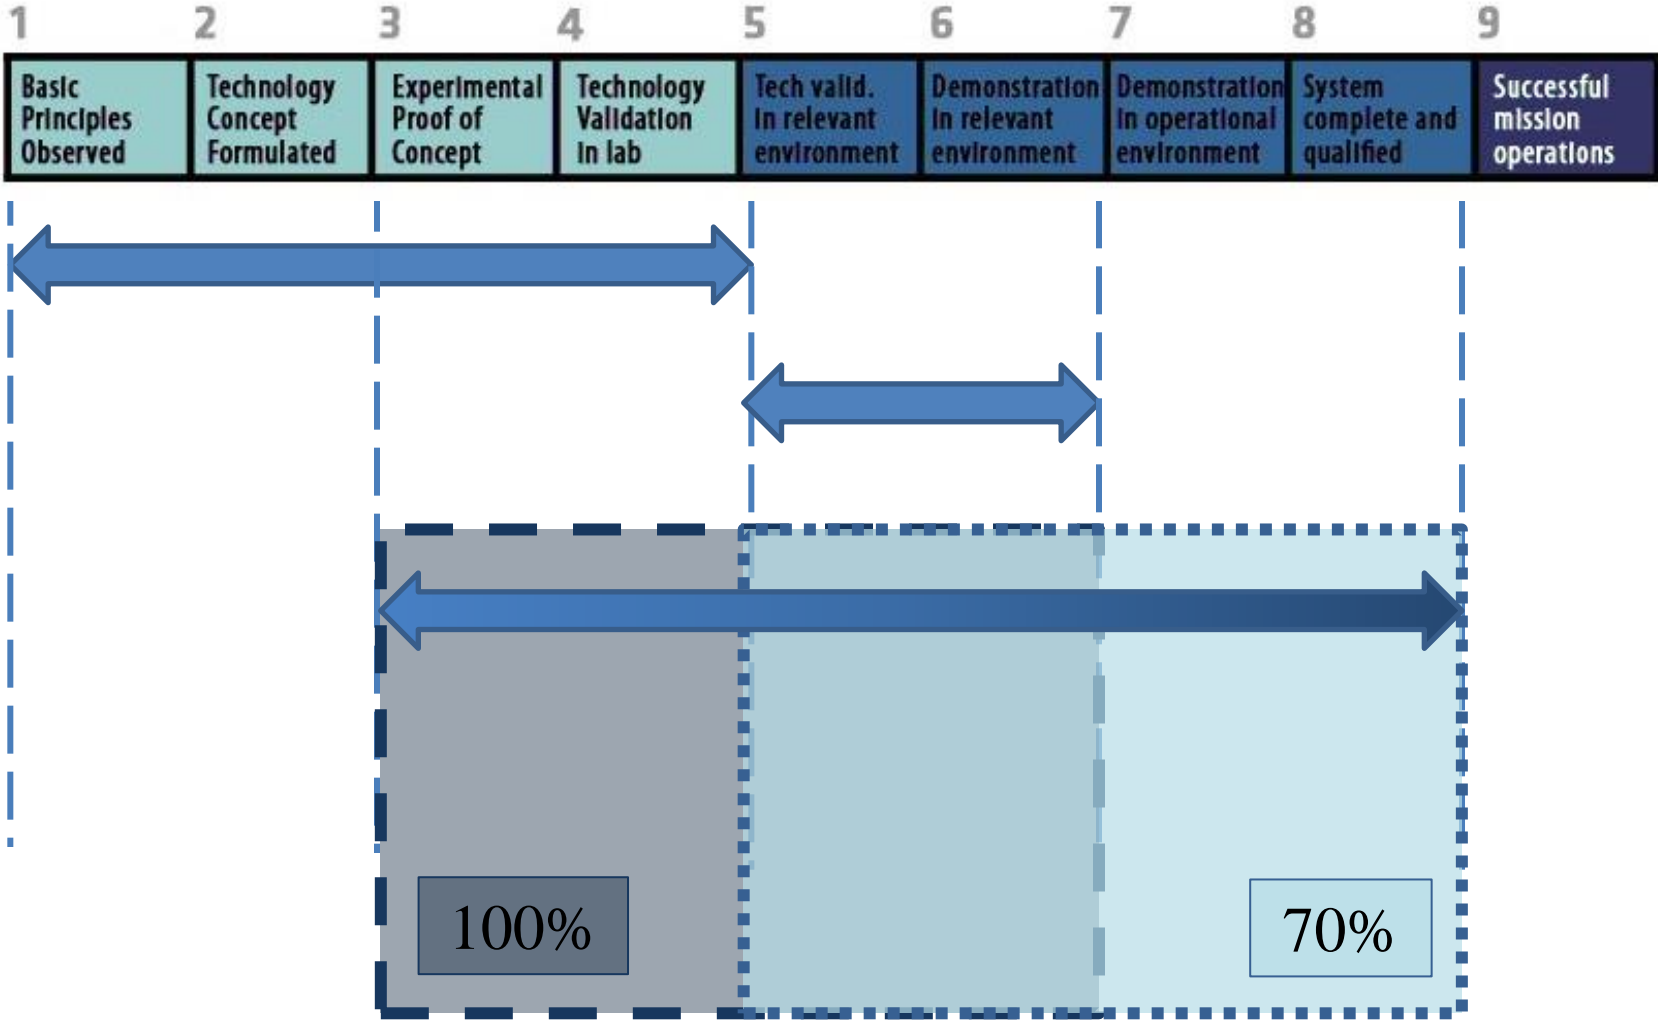 1 2 3 4 5 6 7 8 9
Basic
Principles
Observed
Technology
Concept
Formulated
Experimental
Proof of
Concept
Technology
Validation
in lab
Tech valid.
in relevant
environment
Demonstration
in relevant
environment
Demonstration
in operational
environment
System
complete and
qualified
Successful
mission
operations
100%
70%